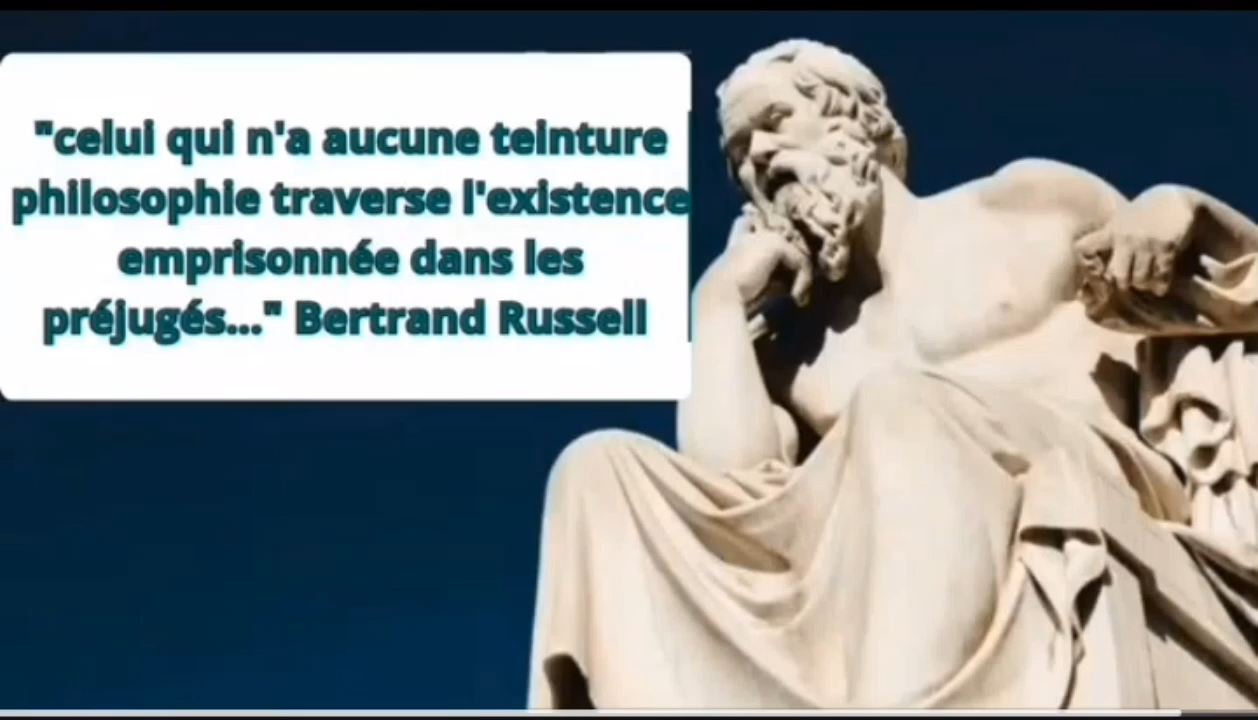 "celui qui n'a aucune teinture
philosophie traverse l'existence
emprisonnée dans les
préjugés..." Bertrand Russell